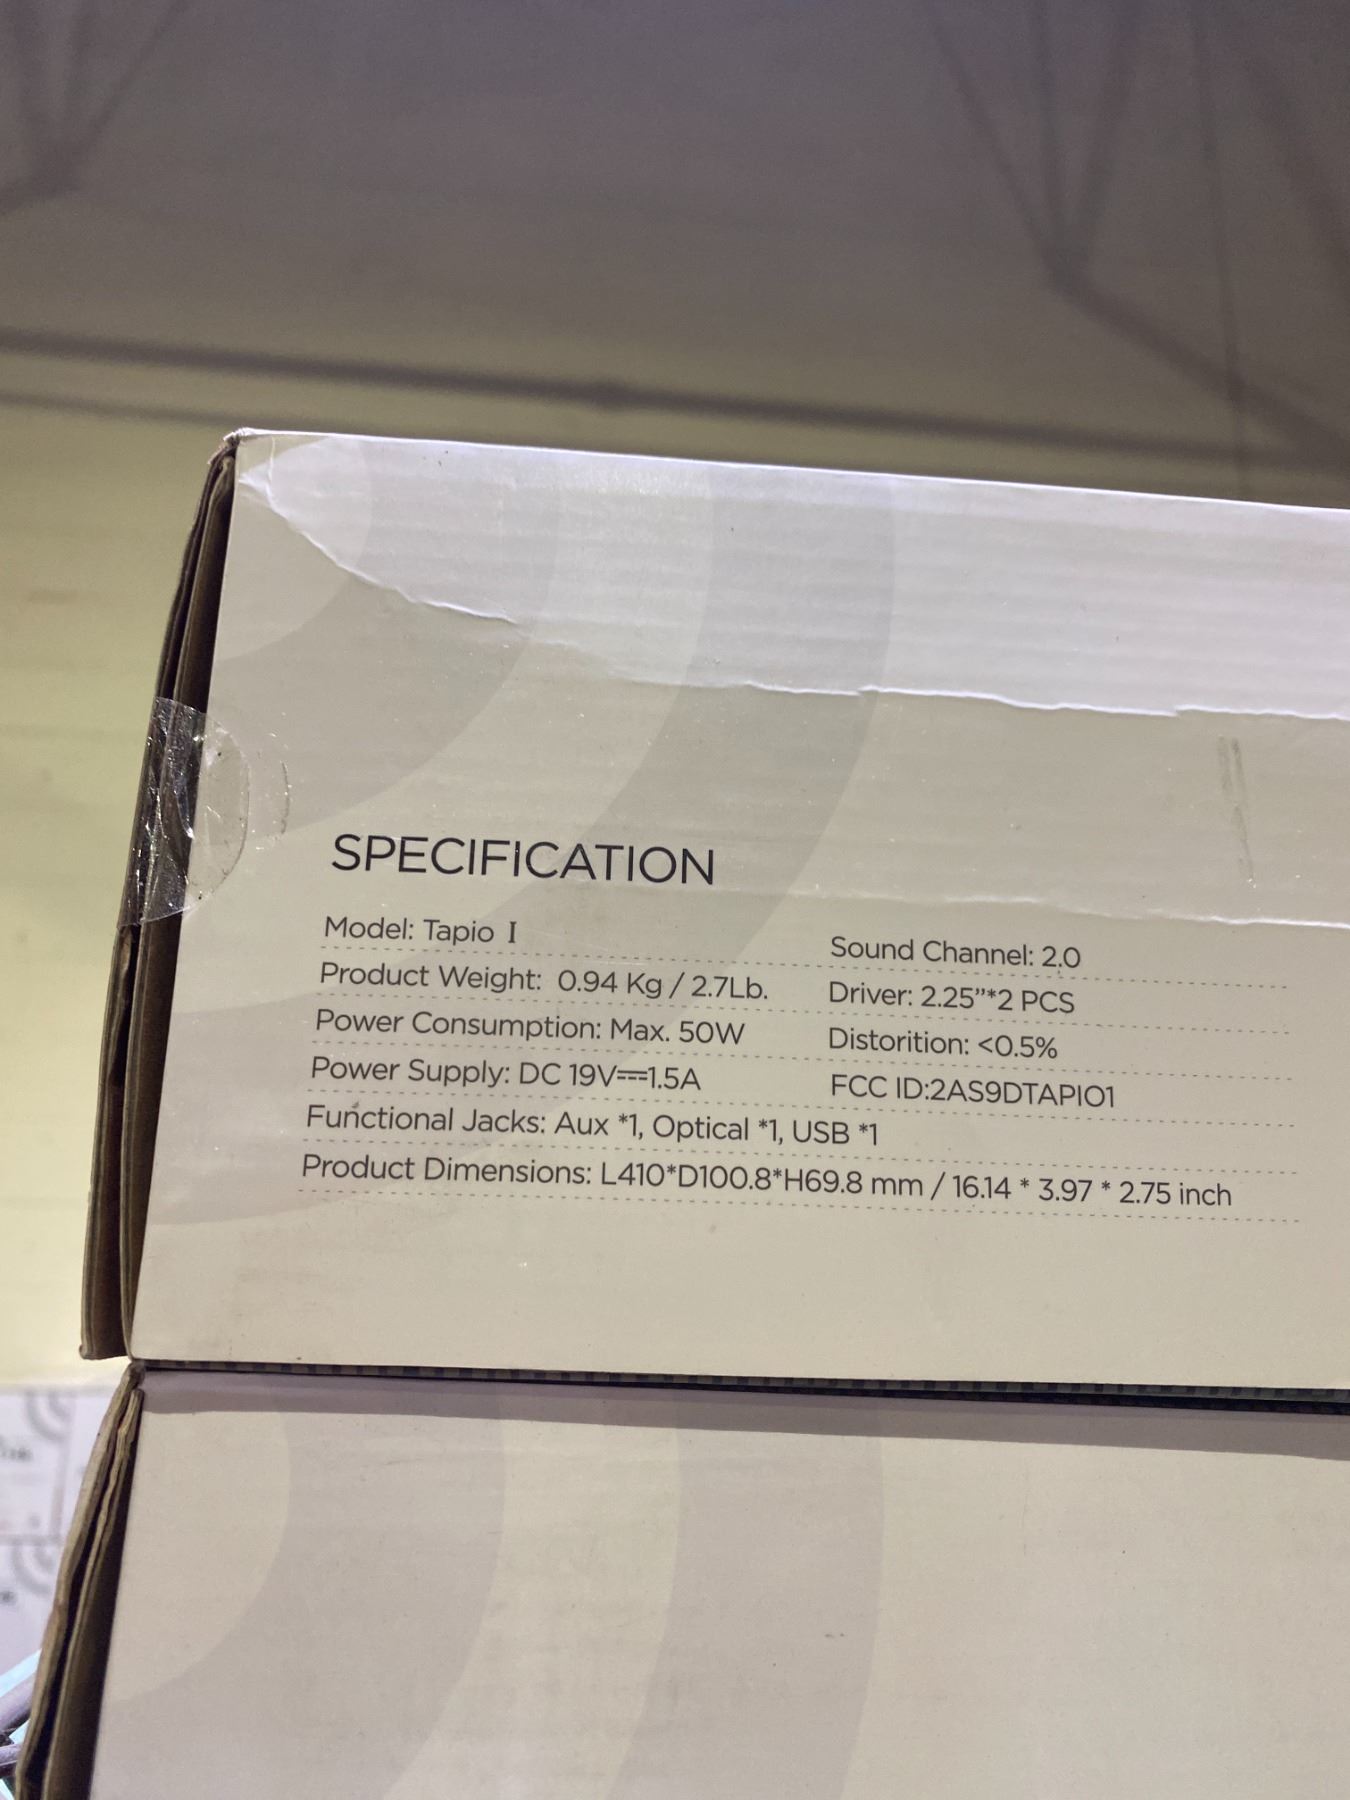 SPECIFICATION
Model: Tapio I
Product Weight: 0.94 Kg / 2.7Lb.
Power Consumption: Max. 50W
Power Supply: DC 19V⎓1.5A
Functional Jacks: Aux *1, Optical *1, USB *1
Product Dimensions: L410*D100.8*H69.8 mm / 16.14 * 3.97 * 2.75 inch
Sound Channel: 2.0
Driver: 2.25”*2 PCS
Distorition: <0.5%
FCC ID:2AS9DTAPIO1